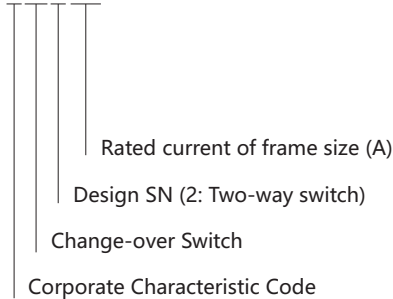 Rated current of frame size (A)
Design SN (2: Two-way switch)
Change-over Switch
Corporate Characteristic Code